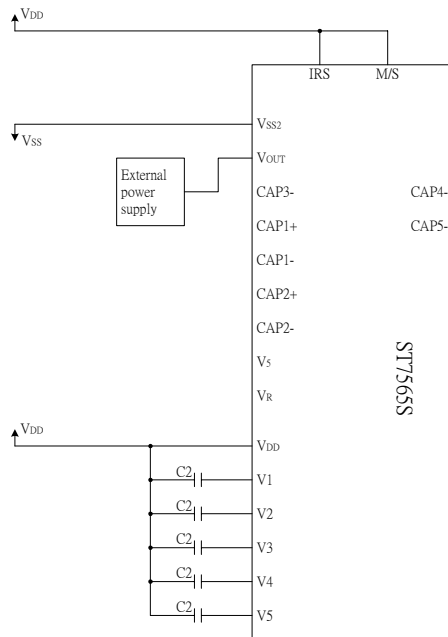 VDD
IRS M/S
VSS2
VSS
VOUT
External
power
supply
CAP3- CAP4-
CAP1+ CAP5-
CAP1-
CAP2+
CAP2-
V5
VR
ST7565S
VDD
VDD
C2 V1
C2 V2
C2 V3
C2 V4
C2 V5